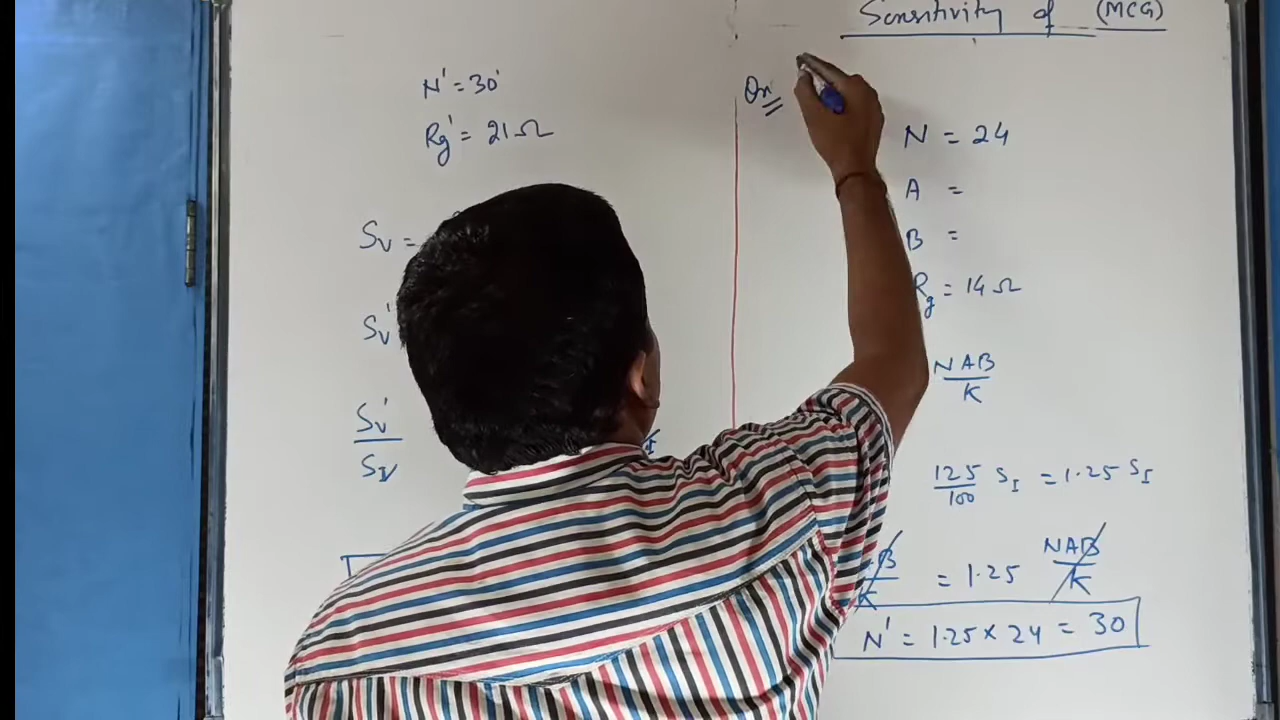 Sensitivity of (MCG)
N' = 30
Rg' = 21Ω
Sv =
Sv'
Sv'
Sv
Qn
N = 24
A =
B =
Rg = 14Ω
NAB
K
125/100 S_I = 1.25 S_I
B/K = 1.25 NAB/K
N' = 1.25 × 24 = 30